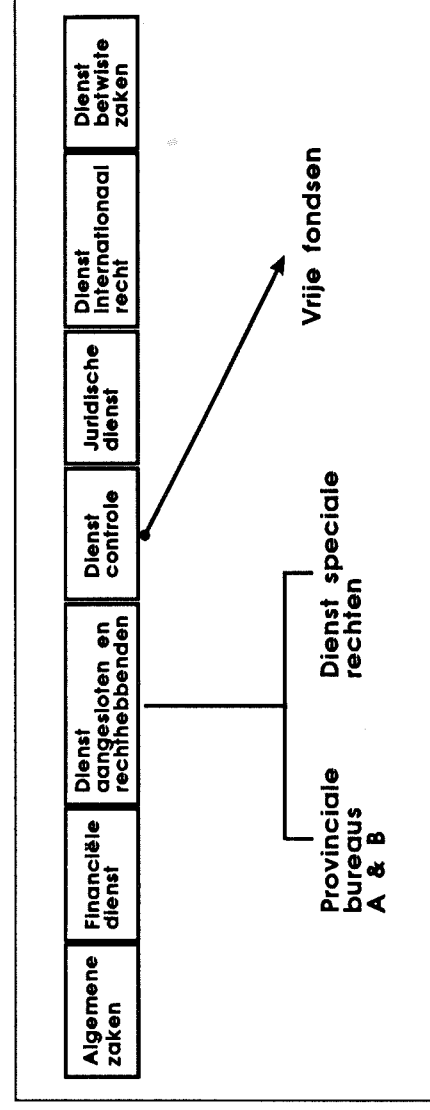 Algemene
zaken
Financiële
dienst
Dienst
aangesloten en
rechthebbenden
Dienst
controle
Juridische
dienst
Dienst
internationaal
recht
Dienst
betwiste
zaken
Provinciale
bureaus
A & B
Dienst speciale
rechten
Vrije fondsen